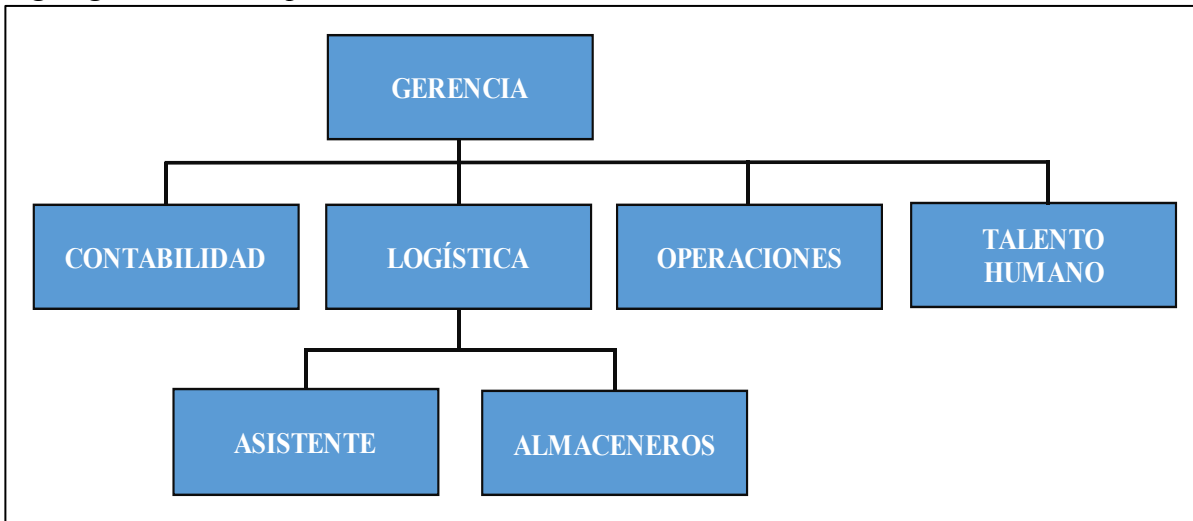 GERENCIA
CONTABILIDAD
LOGÍSTICA
OPERACIONES
TALENTO
HUMANO
ASISTENTE
ALMACENEROS